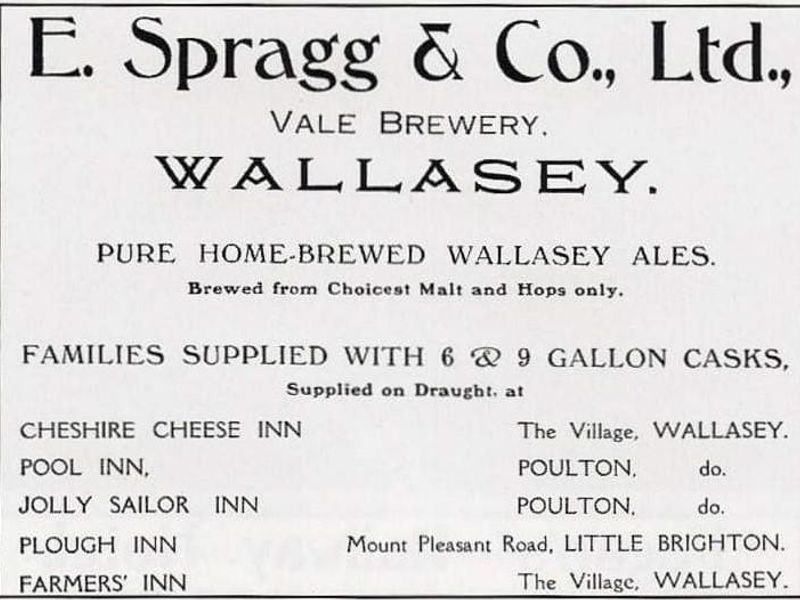 E. Spragg & Co., Ltd.,
VALE BREWERY.
WALLASEY.
PURE HOME-BREWED WALLASEY ALES.
Brewed from Choicest Malt and Hops only.
FAMILIES SUPPLIED WITH 6 & 9 GALLON CASKS,
Supplied on Draught. at
CHESHIRE CHEESE INN The Village, WALLASEY.
POOL INN, POULTON, do.
JOLLY SAILOR INN POULTON, do.
PLOUGH INN Mount Pleasant Road, LITTLE BRIGHTON.
FARMERS' INN The Village, WALLASEY.